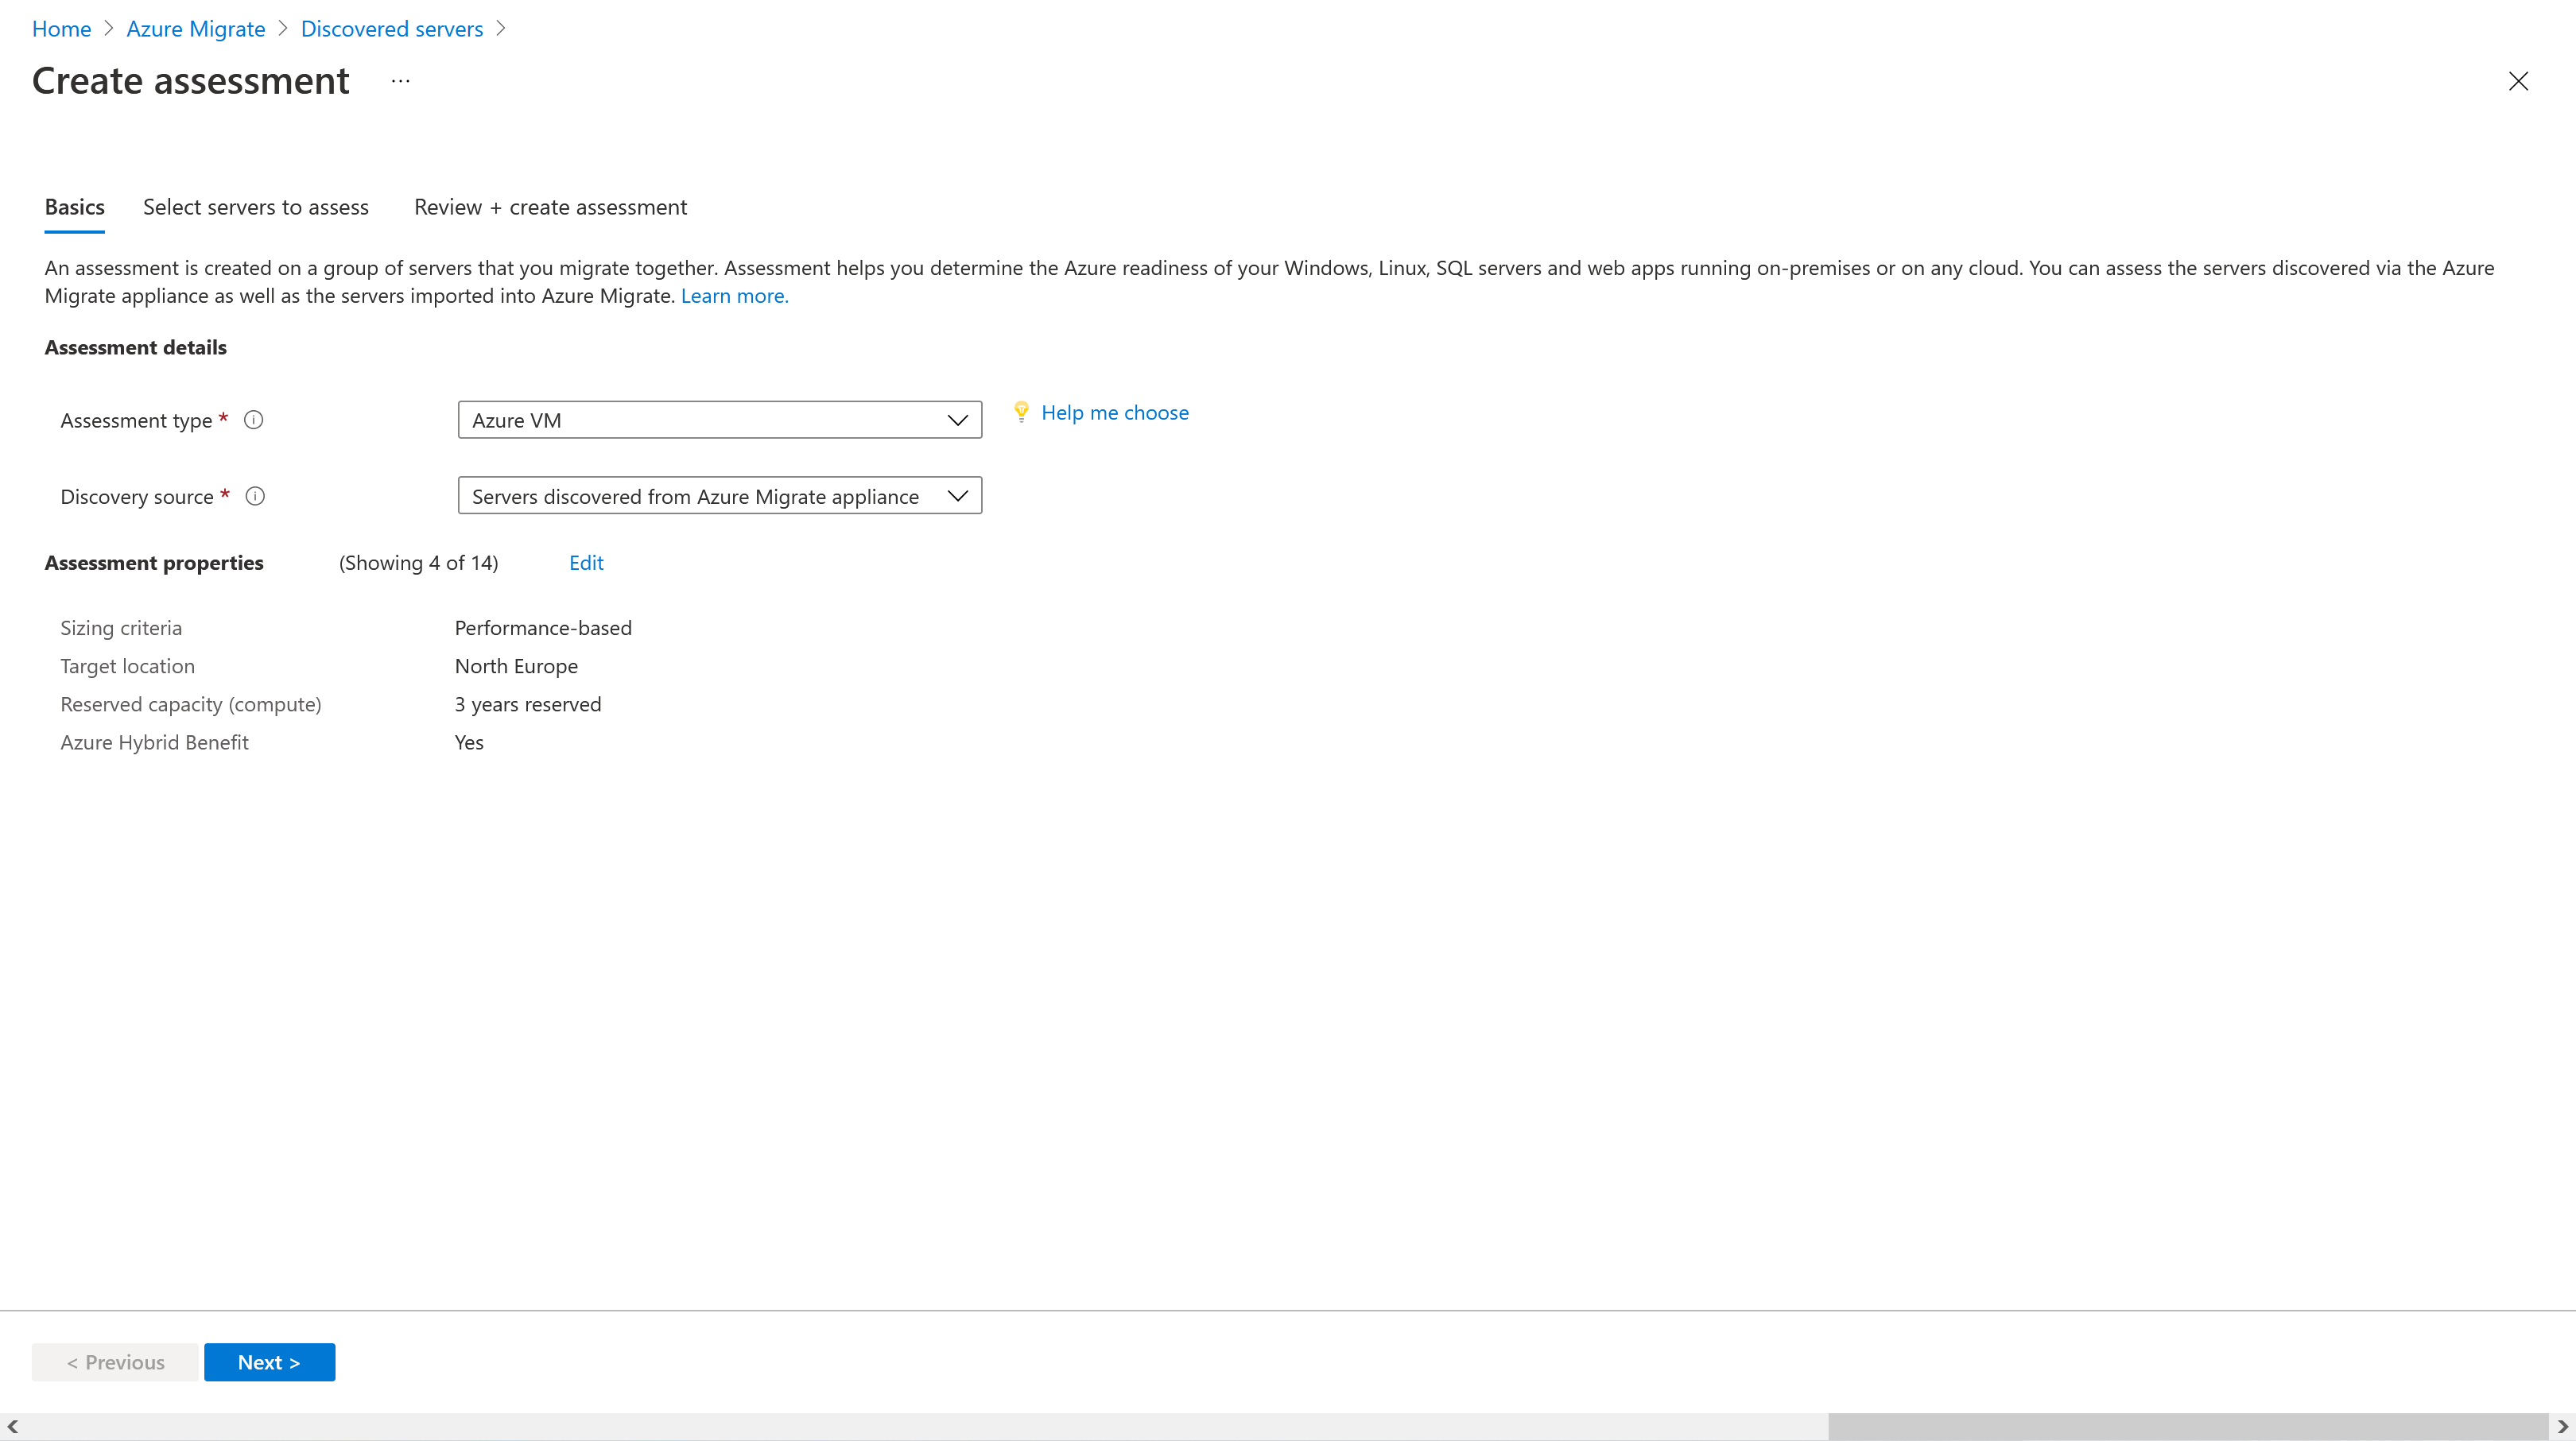 Home > Azure Migrate > Discovered servers >
Create assessment ...
Basics Select servers to assess Review + create assessment
An assessment is created on a group of servers that you migrate together. Assessment helps you determine the Azure readiness of your Windows, Linux, SQL servers and web apps running on-premises or on any cloud. You can assess the servers discovered via the Azure
Migrate appliance as well as the servers imported into Azure Migrate. Learn more.
Assessment details
Assessment type * Azure VM Help me choose
Discovery source * Servers discovered from Azure Migrate appliance
Assessment properties (Showing 4 of 14) Edit
Sizing criteria Performance-based
Target location North Europe
Reserved capacity (compute) 3 years reserved
Azure Hybrid Benefit Yes
< Previous Next >